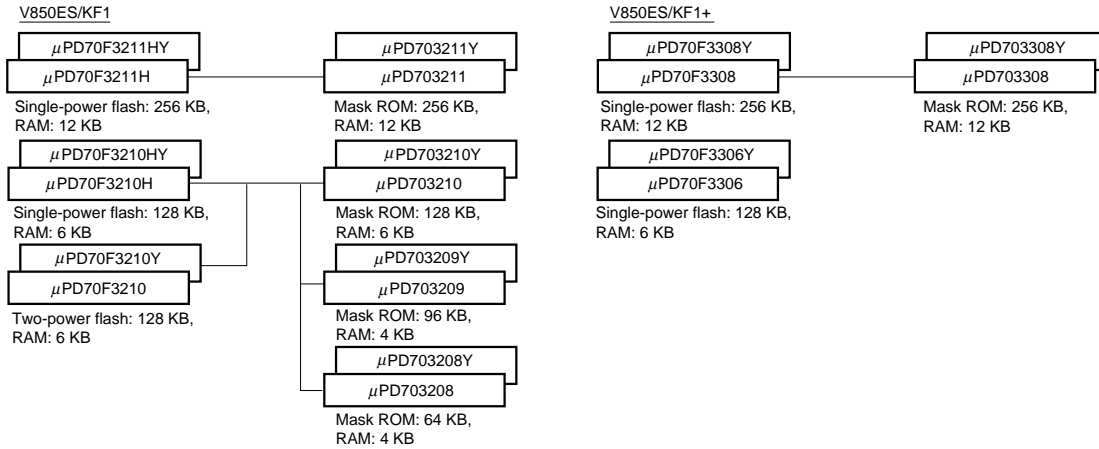 V850ES/KF1
μPD70F3211HY
μPD70F3211H
Single-power flash: 256 KB,
RAM: 12 KB
μPD703211Y
μPD703211
Mask ROM: 256 KB,
RAM: 12 KB
μPD70F3210HY
μPD70F3210H
Single-power flash: 128 KB,
RAM: 6 KB
μPD703210Y
μPD703210
Mask ROM: 128 KB,
RAM: 6 KB
μPD70F3210Y
μPD70F3210
Two-power flash: 128 KB,
RAM: 6 KB
μPD703209Y
μPD703209
Mask ROM: 96 KB,
RAM: 4 KB
μPD703208Y
μPD703208
Mask ROM: 64 KB,
RAM: 4 KB
V850ES/KF1+
μPD70F3308Y
μPD70F3308
Single-power flash: 256 KB,
RAM: 12 KB
μPD703308Y
μPD703308
Mask ROM: 256 KB,
RAM: 12 KB
μPD70F3306Y
μPD70F3306
Single-power flash: 128 KB,
RAM: 6 KB